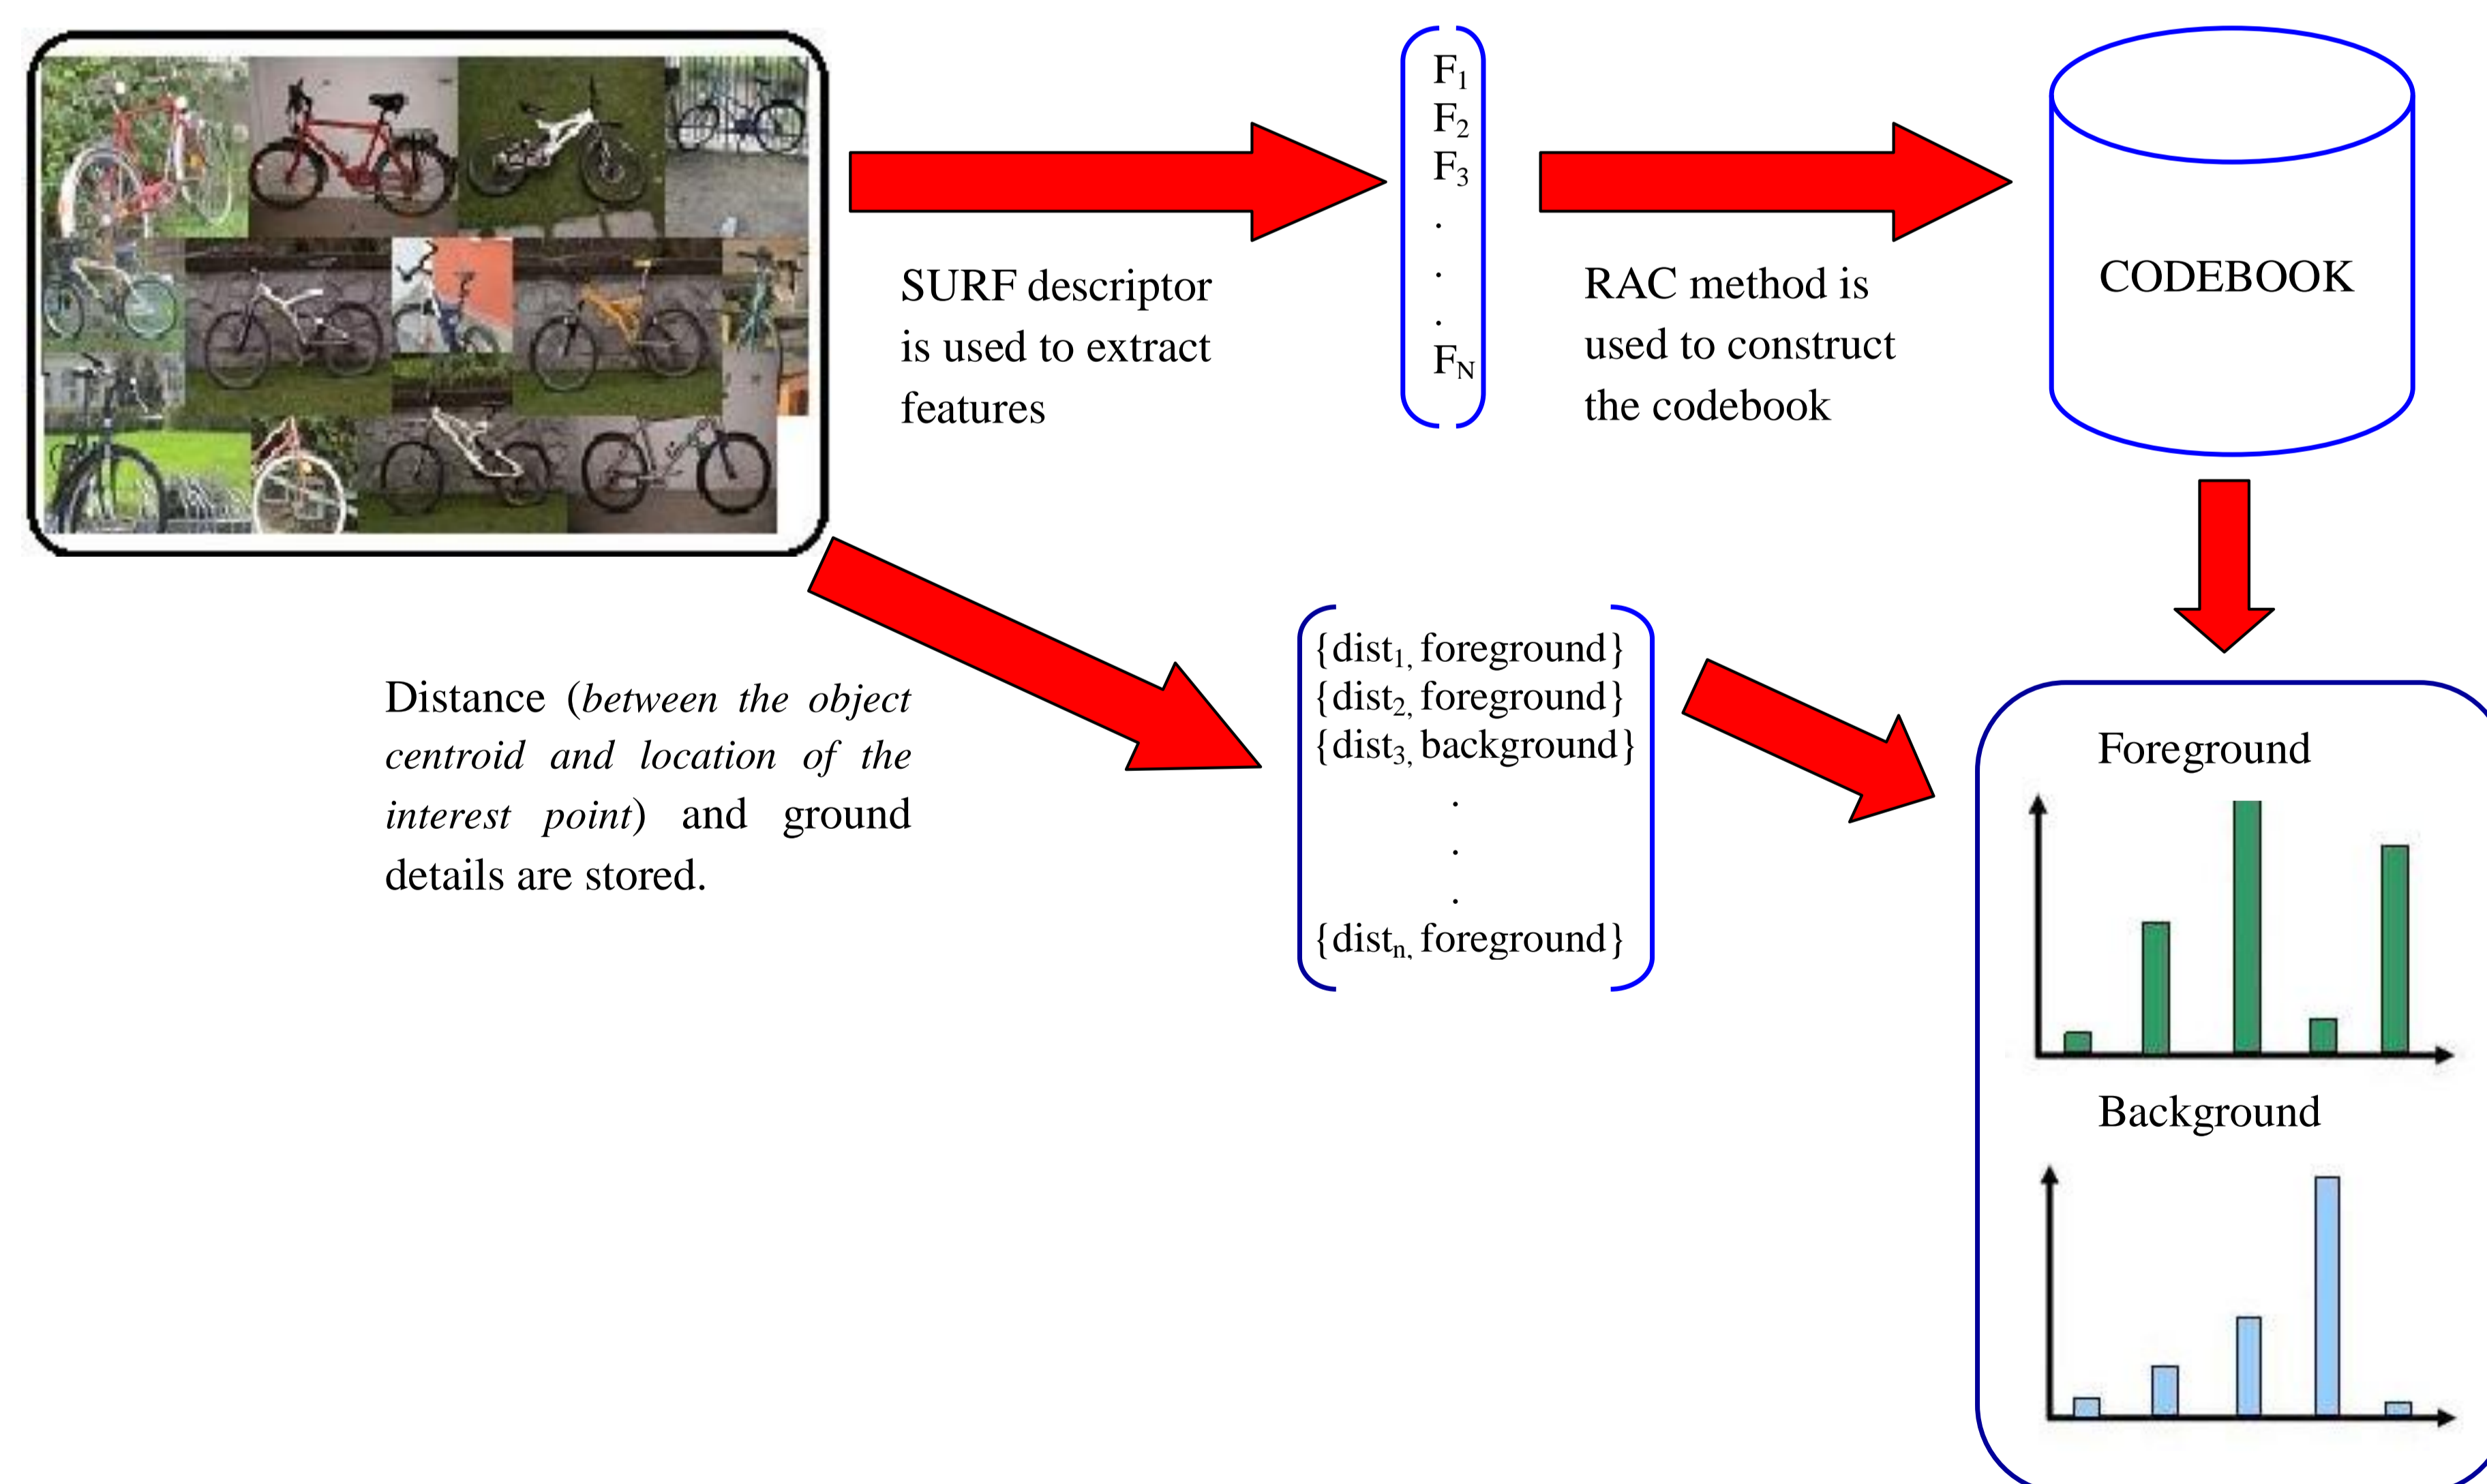 SURF descriptor
is used to extract
features
F₁
F₂
F₃
.
.
.
F_N
RAC method is
used to construct
the codebook
CODEBOOK
Distance (between the object
centroid and location of the
interest point) and ground
details are stored.
{dist₁, foreground}
{dist₂, foreground}
{dist₃, background}
.
.
.
{distₙ, foreground}
Foreground
Background